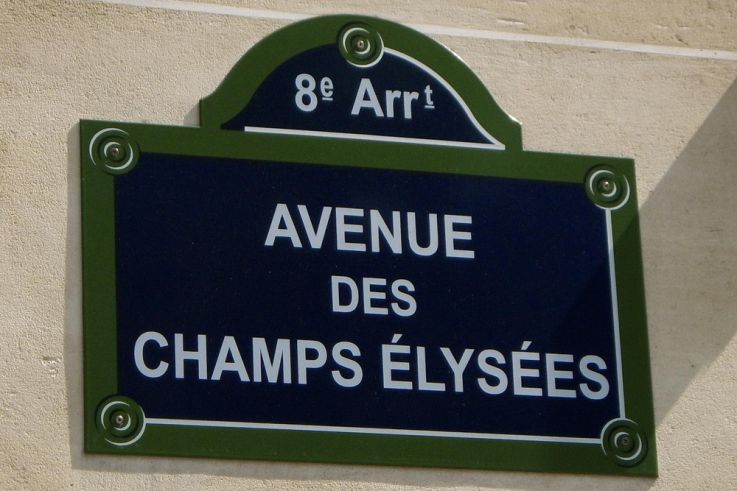 8e Arrt
AVENUE
DES
CHAMPS ÉLYSÉES